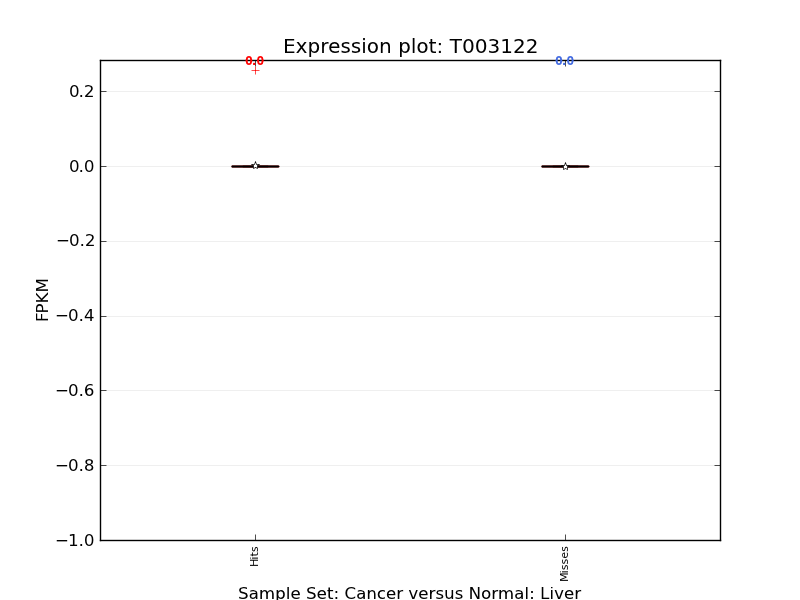 Expression plot: T003122
0.0 0.0
0.2
0.0
−0.2
−0.4
−0.6
−0.8
−1.0
FPKM
Hits Misses
Sample Set: Cancer versus Normal: Liver